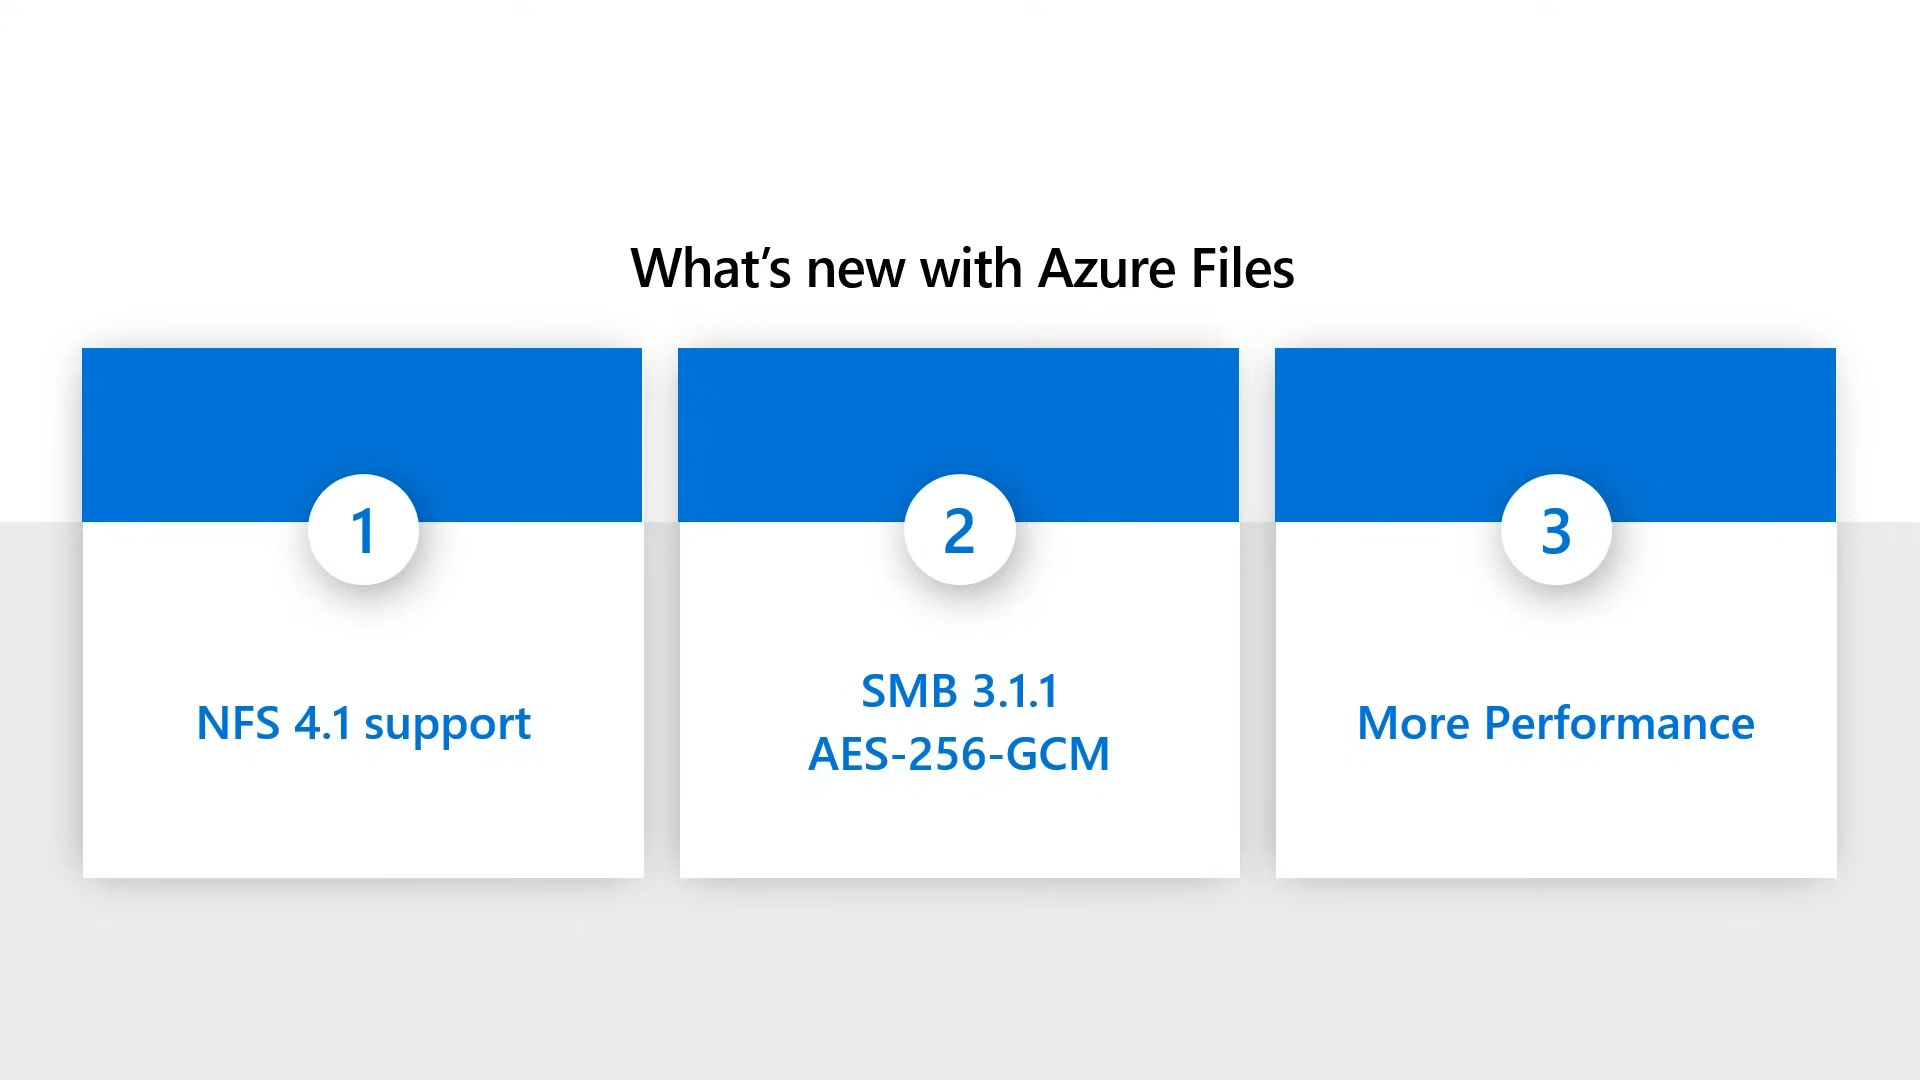 What’s new with Azure Files
1
NFS 4.1 support
2
SMB 3.1.1
AES-256-GCM
3
More Performance